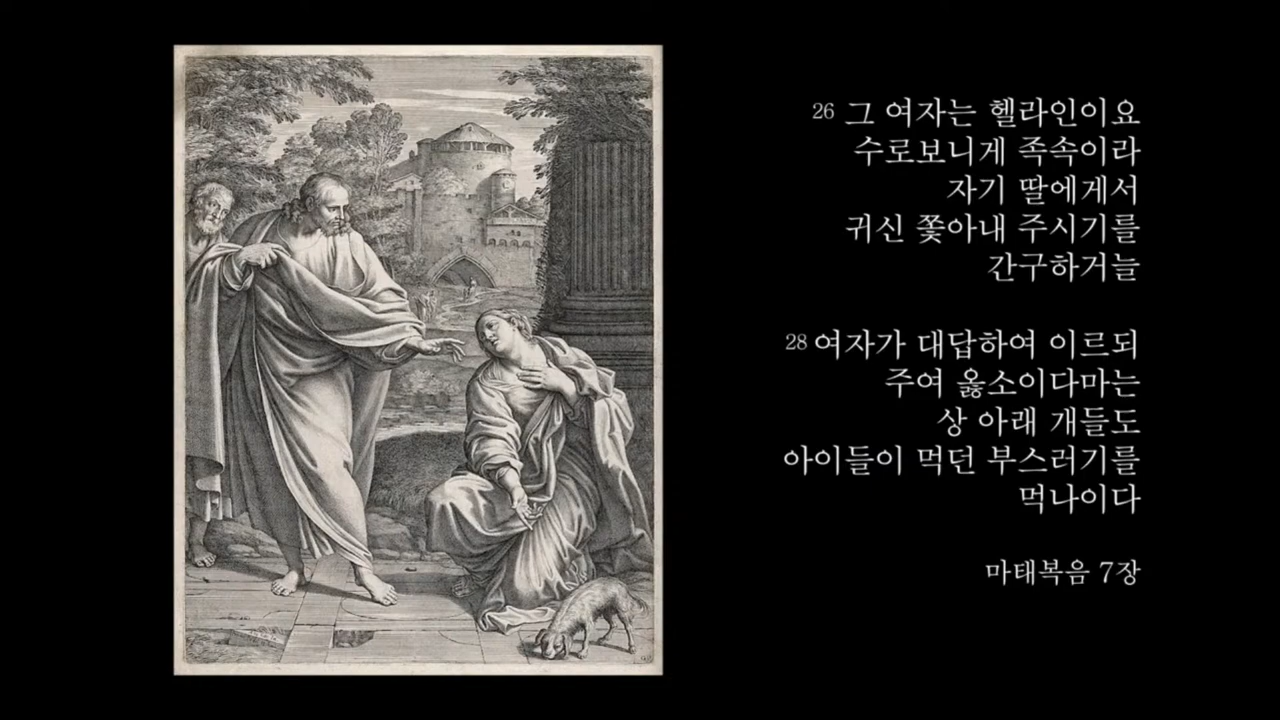 26 그 여자는 헬라인이요
수로보니게 족속이라
자기 딸에게서
귀신 쫓아내 주시기를
간구하거늘
28 여자가 대답하여 이르되
주여 옳소이다마는
상 아래 개들도
아이들이 먹던 부스러기를
먹나이다
마태복음 7장